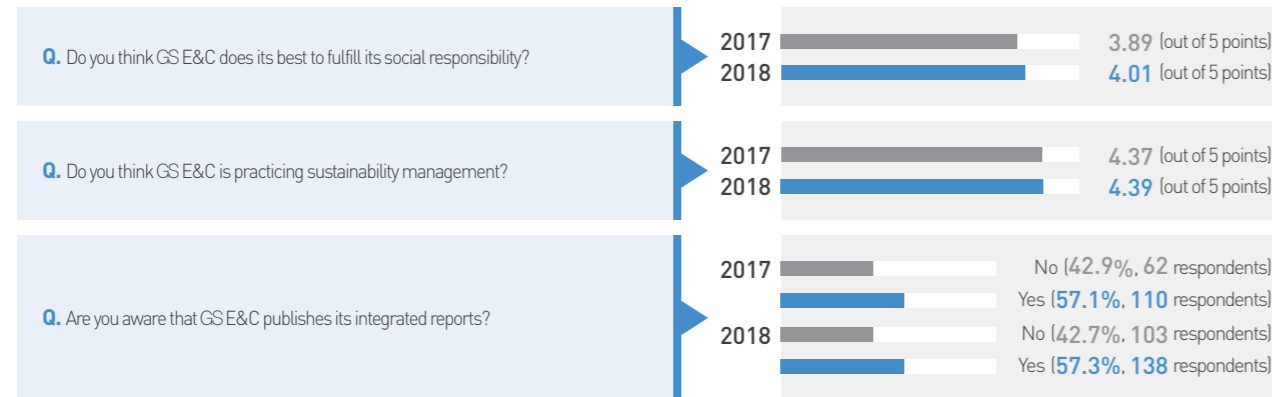 Q. Do you think GS E&C does its best to fulfill its social responsibility?
2017 3.89 (out of 5 points)
2018 4.01 (out of 5 points)
Q. Do you think GS E&C is practicing sustainability management?
2017 4.37 (out of 5 points)
2018 4.39 (out of 5 points)
Q. Are you aware that GS E&C publishes its integrated reports?
2017 No (42.9%, 62 respondents)
Yes (57.1%, 110 respondents)
2018 No (42.7%, 103 respondents)
Yes (57.3%, 138 respondents)